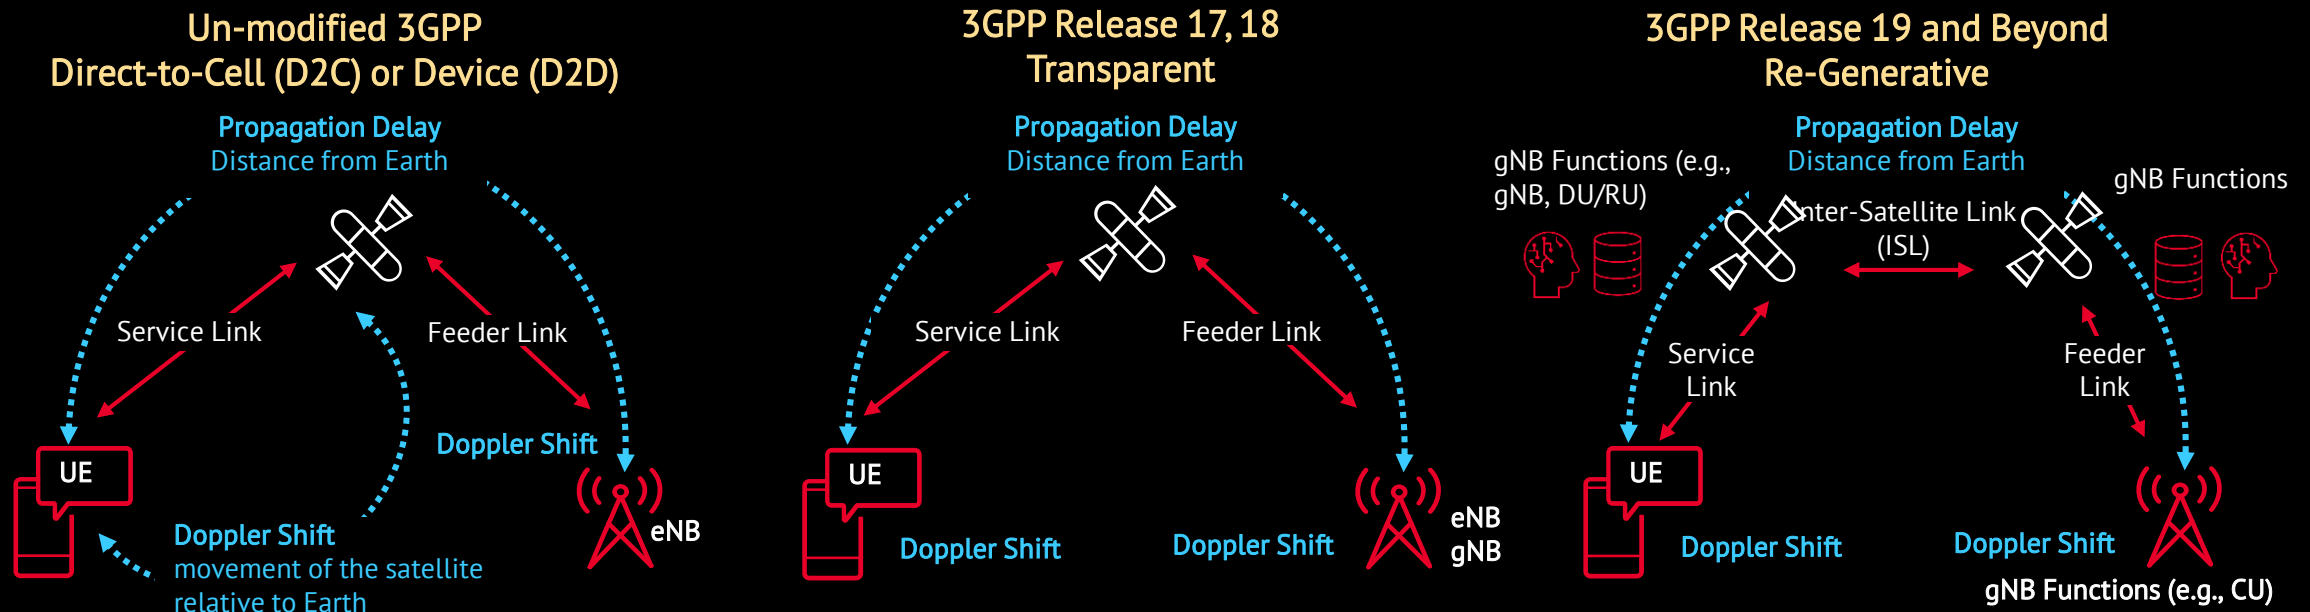 Un-modified 3GPP
Direct-to-Cell (D2C) or Device (D2D)
Propagation Delay
Distance from Earth
Service Link
Feeder Link
Doppler Shift
UE
eNB
Doppler Shift
movement of the satellite
relative to Earth
3GPP Release 17, 18
Transparent
Propagation Delay
Distance from Earth
Service Link
Feeder Link
UE
Doppler Shift
Doppler Shift
eNB
gNB
3GPP Release 19 and Beyond
Re-Generative
Propagation Delay
Distance from Earth
gNB Functions (e.g.,
gNB, DU/RU)
gNB Functions
Inter-Satellite Link
(ISL)
Service
Link
Feeder
Link
UE
Doppler Shift
Doppler Shift
gNB Functions (e.g., CU)